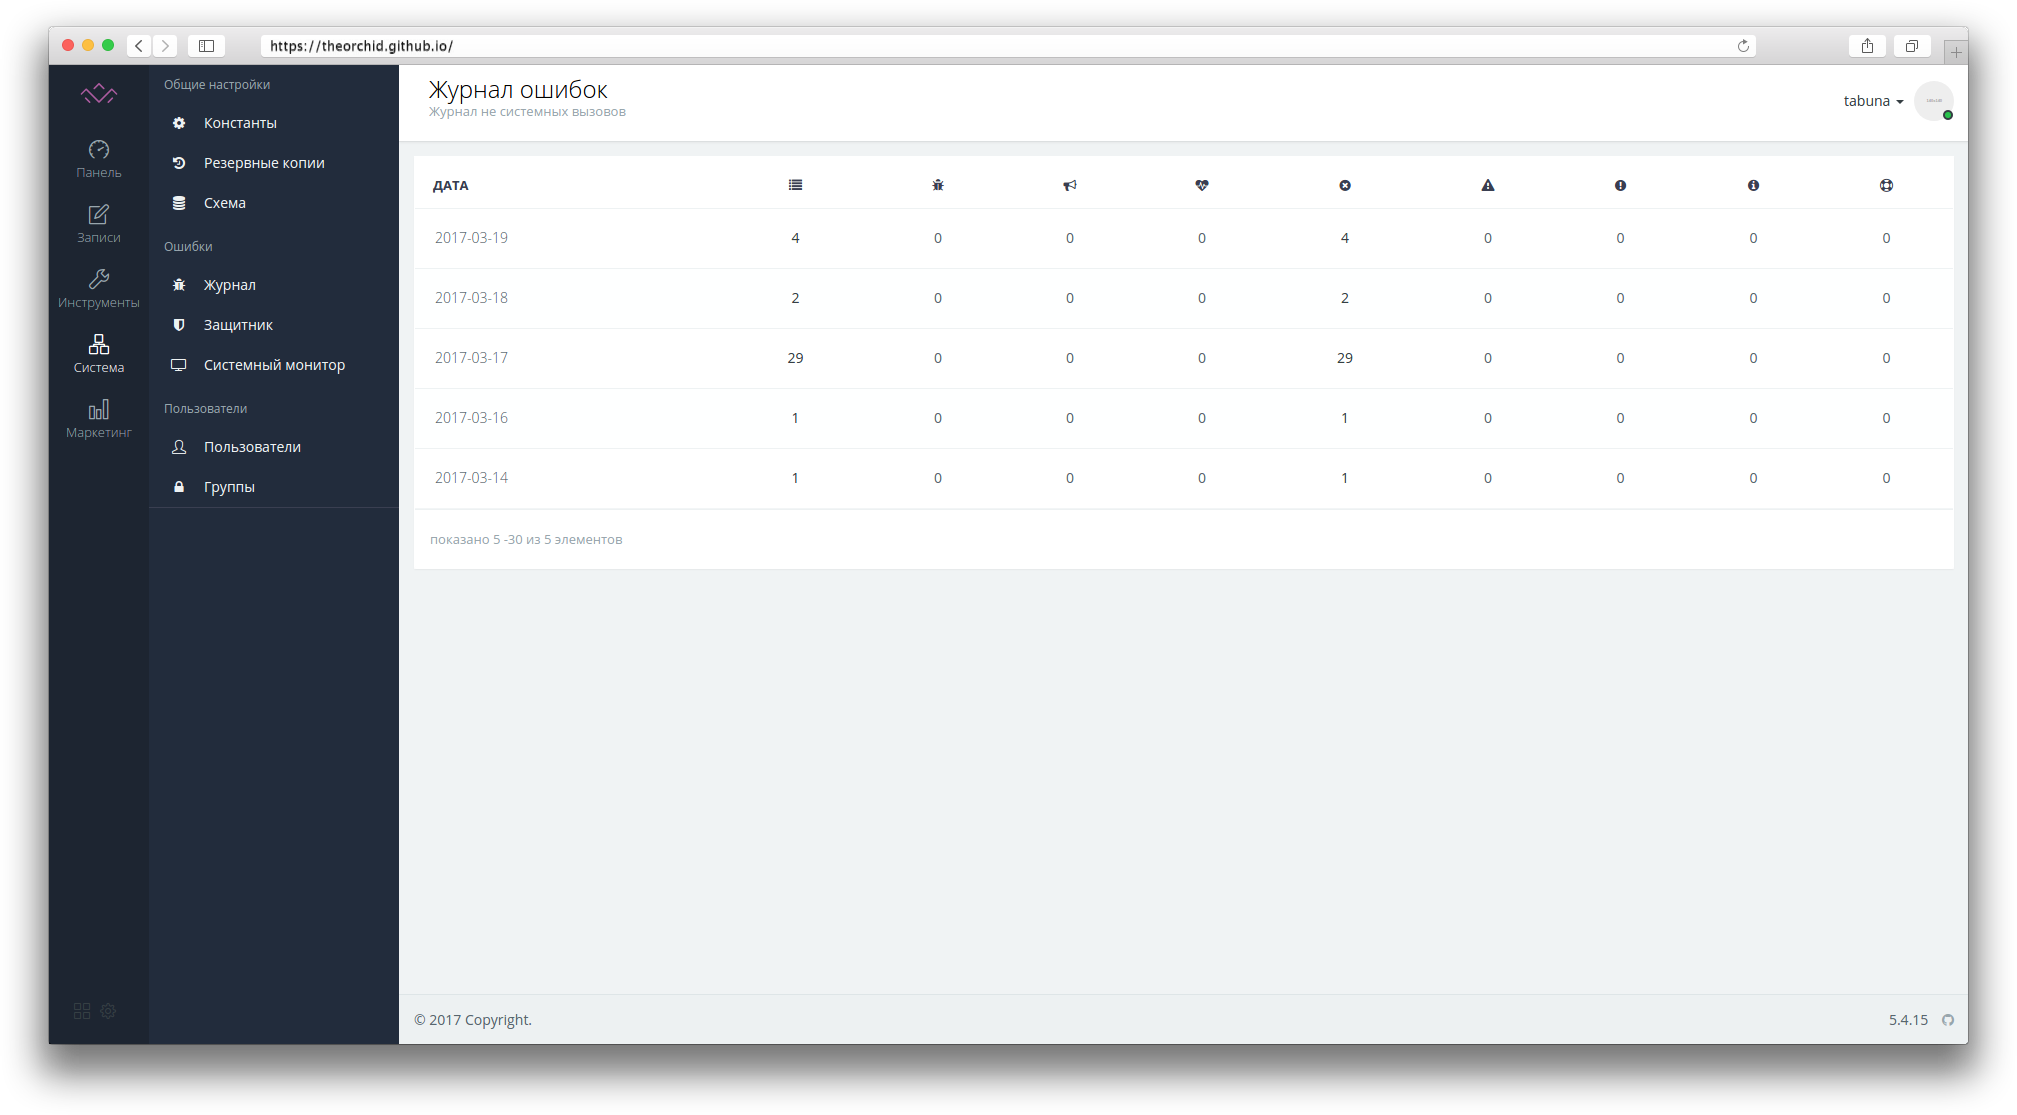 https://theorchid.github.io/
Панель
Записи
Инструменты
Система
Маркетинг
Общие настройки
Константы
Резервные копии
Схема
Ошибки
Журнал
Защитник
Системный монитор
Пользователи
Пользователи
Группы
Журнал ошибок
Журнал не системных вызовов
tabuna
ДАТА
2017-03-19 4 0 0 0 4 0 0 0 0
2017-03-18 2 0 0 0 2 0 0 0 0
2017-03-17 29 0 0 0 29 0 0 0 0
2017-03-16 1 0 0 0 1 0 0 0 0
2017-03-14 1 0 0 0 1 0 0 0 0
показано 5 -30 из 5 элементов
© 2017 Copyright.
5.4.15